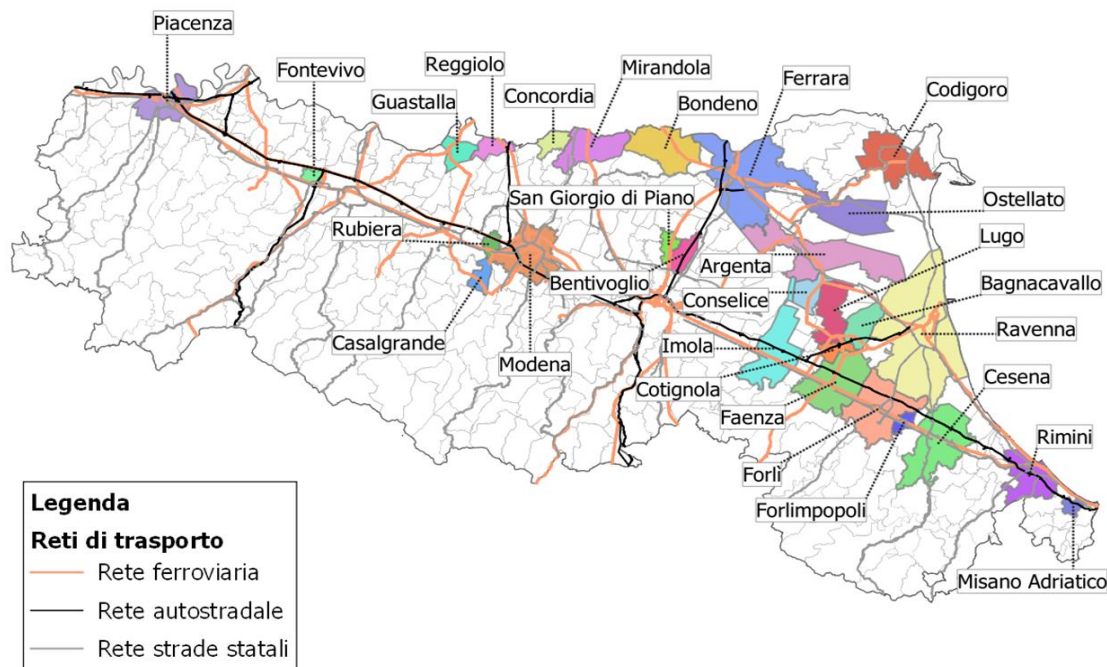 Piacenza
Fontevivo
Reggiolo
Mirandola
Ferrara
Guastalla
Concordia
Bondeno
Codigoro
San Giorgio di Piano
Ostellato
Rubiera
Lugo
Argenta
Bentivoglio
Bagnacavallo
Conselice
Ravenna
Casalgrande
Imola
Modena
Cesena
Cotignola
Faenza
Rimini
Forlì
Forlimpopoli
Misano Adriatico
Legenda
Reti di trasporto
Rete ferroviaria
Rete autostradale
Rete strade statali